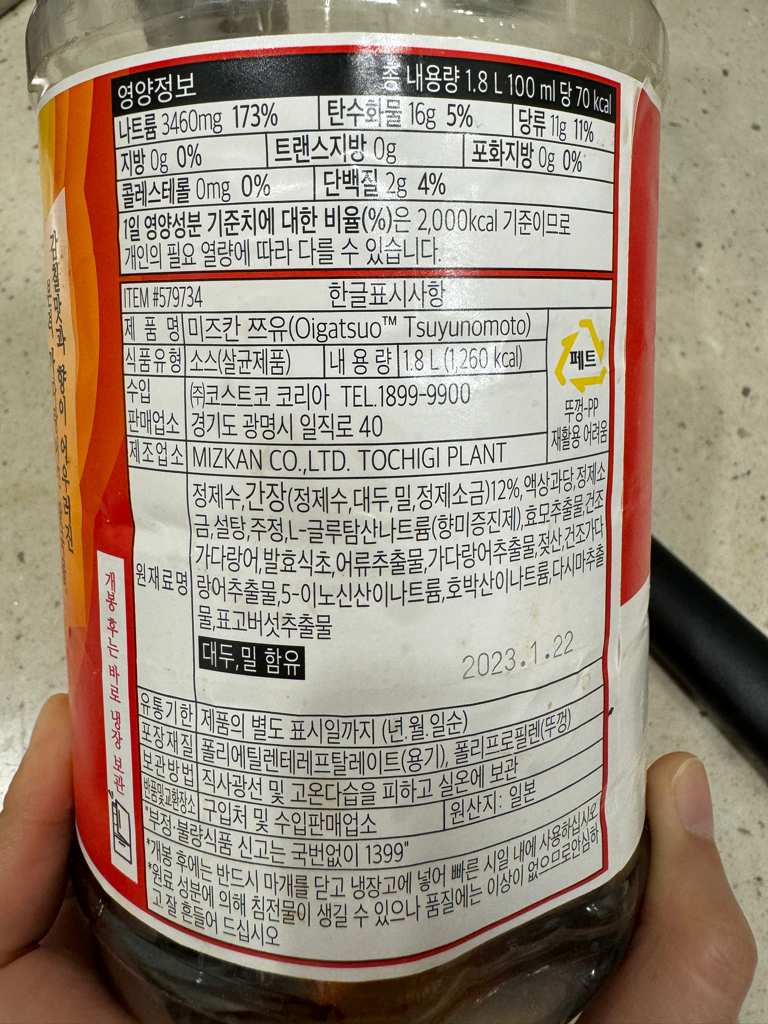 영양정보 총 내용량 1.8 L 100 ml 당 70 kcal
나트륨 3460mg 173% 탄수화물 16g 5% 당류 11g 11%
지방 0g 0% 트랜스지방 0g 포화지방 0g 0%
콜레스테롤 0mg 0% 단백질 2g 4%
1일 영양성분 기준치에 대한 비율(%)은 2,000kcal 기준이므로
개인의 필요 열량에 따라 다를 수 있습니다.
ITEM #579734 한글표시사항
제 품 명 미즈칸 쯔유(Oigatsuo™ Tsuyunomoto)
식품유형 소스(살균제품) 내 용 량 1.8 L (1,260 kcal)
수입
판매업소
㈜코스트코 코리아 TEL.1899-9900
경기도 광명시 일직로 40
페트
뚜껑-PP
재활용 어려움
제조업소 MIZKAN CO.,LTD. TOCHIGI PLANT
원재료명
정제수,간장(정제수,대두,밀,정제소금)12%,액상과당,정제소
금,설탕,주정,L-글루탐산나트륨(향미증진제),효모추출물,건조
가다랑어,발효식초,어류추출물,가다랑어추출물,젖산,건조가다
랑어추출물,5-이노신산이나트륨,호박산이나트륨,다시마추출
물,표고버섯추출물
대두,밀 함유
2023.1.22
유통기한 제품의 별도 표시일까지 (년.월.일순)
포장재질 폴리에틸렌테레프탈레이트(용기), 폴리프로필렌(뚜껑)
보관방법 직사광선 및 고온다습을 피하고 실온에 보관
반품및교환장소 구입처 및 수입판매업소 원산지: 일본
"부정·불량식품 신고는 국번없이 1399"
*개봉 후에는 반드시 마개를 닫고 냉장고에 넣어 빠른 시일 내에 사용하십시오
*원료 성분에 의해 침전물이 생길 수 있으나 품질에는 이상이 없으므로안심하
고 잘 흔들어 드십시오
개봉 후는 바로 냉장 보관
감칠맛과 향이 어우러진